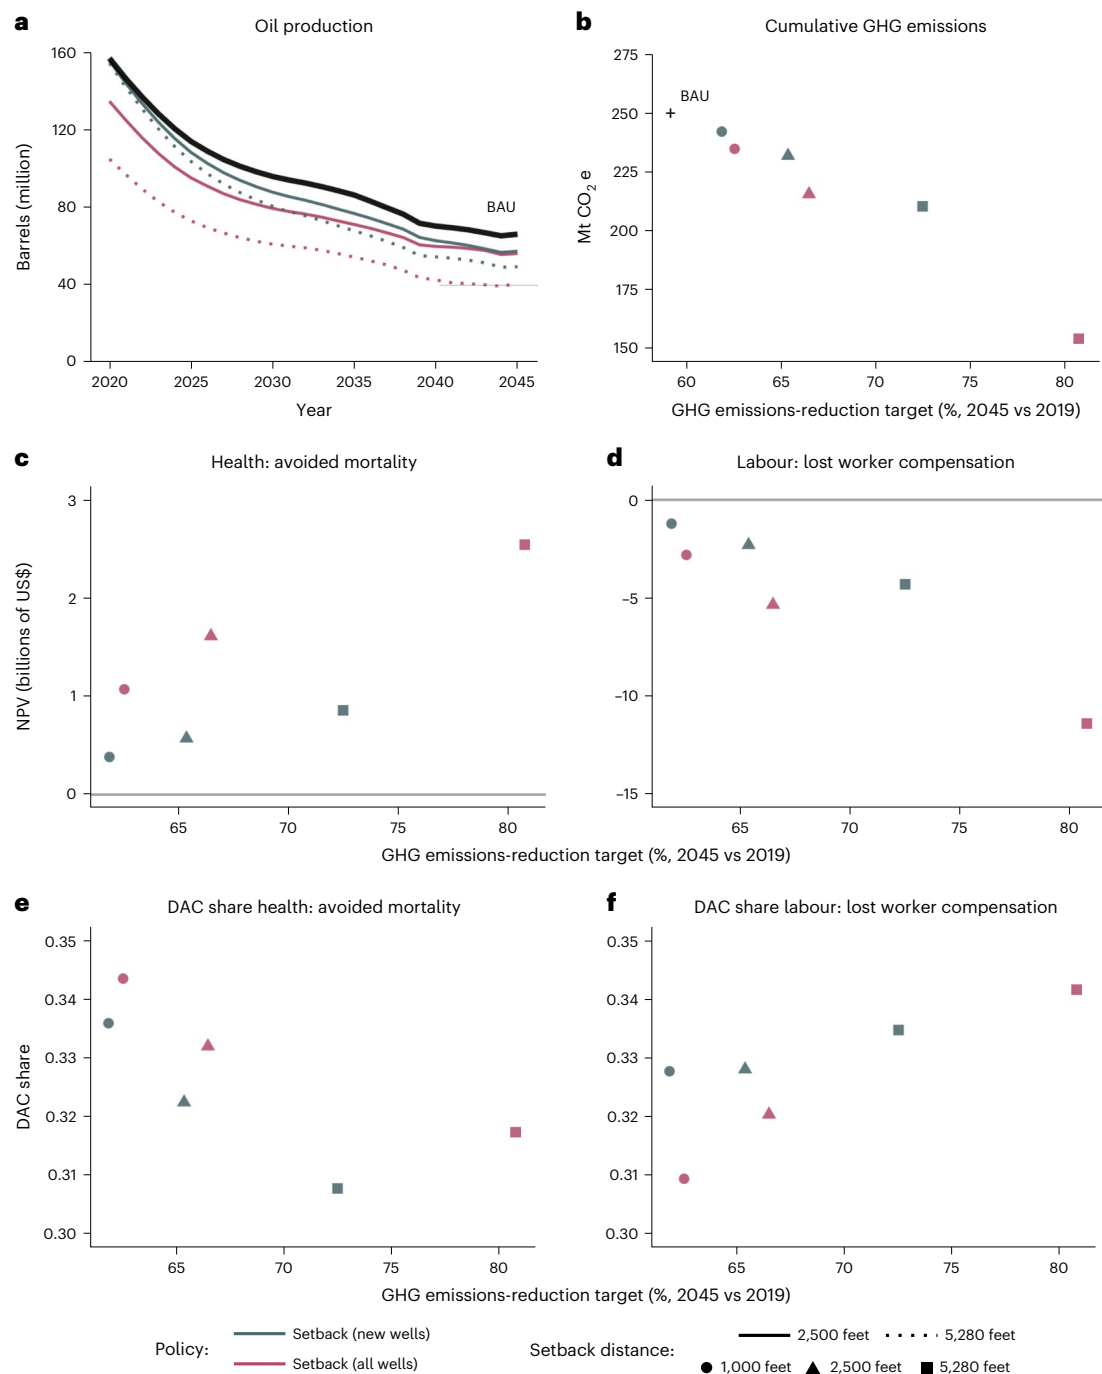 a
Oil production
160
120
80
40
0
Barrels (million)
BAU
2020 2025 2030 2035 2040 2045
Year
b
Cumulative GHG emissions
275
250
225
200
175
150
Mt CO2 e
BAU
60 65 70 75 80
GHG emissions-reduction target (%, 2045 vs 2019)
c
Health: avoided mortality
3
2
1
0
NPV (billions of US$)
65 70 75 80
d
Labour: lost worker compensation
0
–5
–10
–15
65 70 75 80
GHG emissions-reduction target (%, 2045 vs 2019)
e
DAC share health: avoided mortality
0.35
0.34
0.33
0.32
0.31
0.30
DAC share
65 70 75 80
f
DAC share labour: lost worker compensation
0.35
0.34
0.33
0.32
0.31
0.30
65 70 75 80
GHG emissions-reduction target (%, 2045 vs 2019)
Policy:
Setback (new wells)
Setback (all wells)
Setback distance:
2,500 feet 5,280 feet
1,000 feet 2,500 feet 5,280 feet